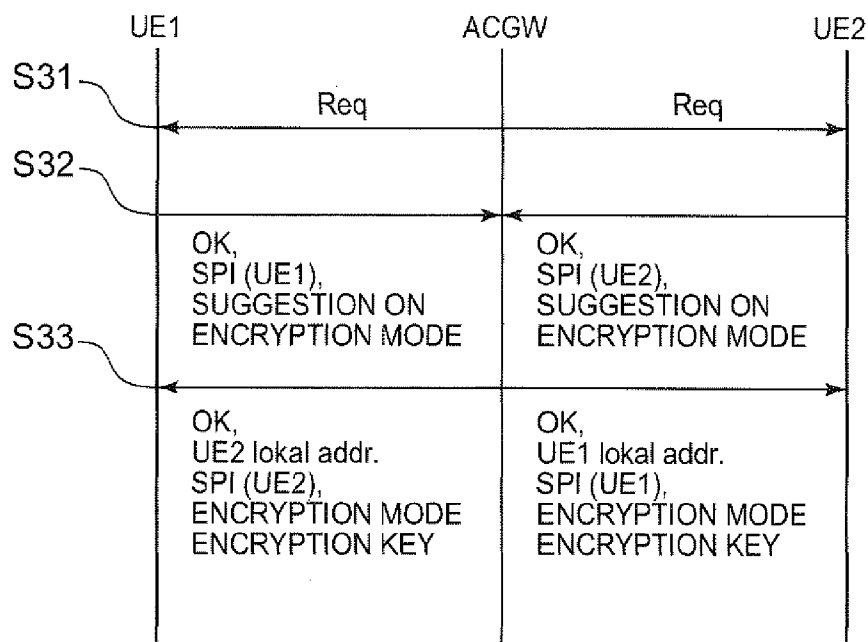 UE1 ACGW UE2
S31
Req Req
S32
OK,
SPI (UE1),
SUGGESTION ON
ENCRYPTION MODE
OK,
SPI (UE2),
SUGGESTION ON
ENCRYPTION MODE
S33
OK,
UE2 lokal addr.
SPI (UE2),
ENCRYPTION MODE
ENCRYPTION KEY
OK,
UE1 lokal addr.
SPI (UE1),
ENCRYPTION MODE
ENCRYPTION KEY